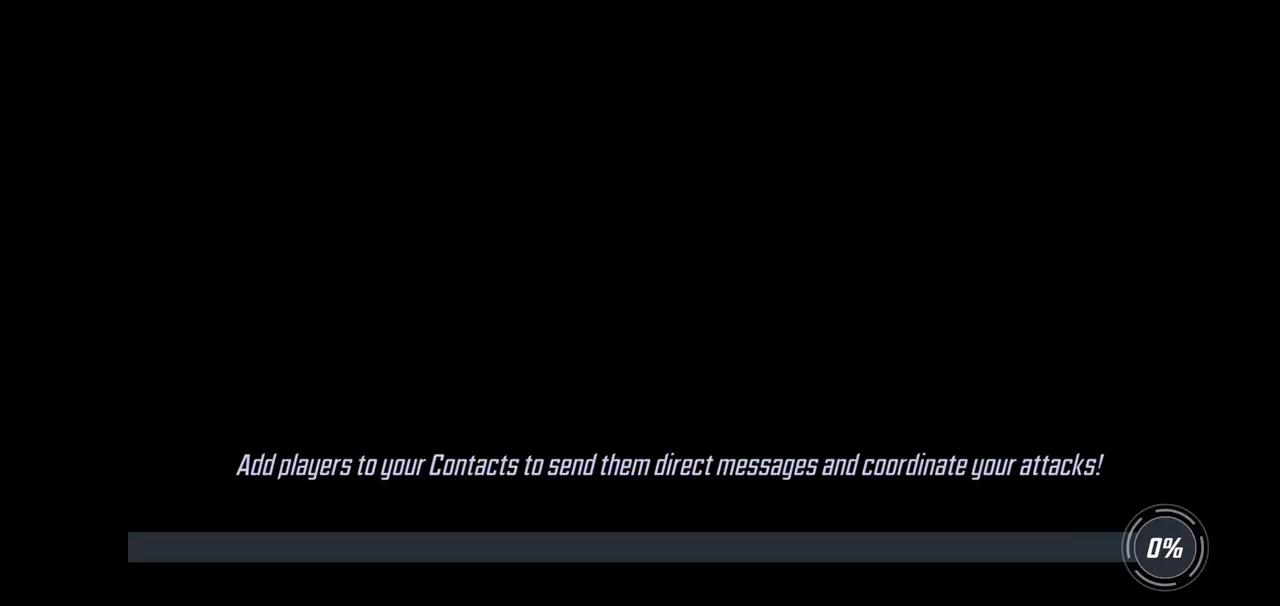 Add players to your Contacts to send them direct messages and coordinate your attacks!
0%